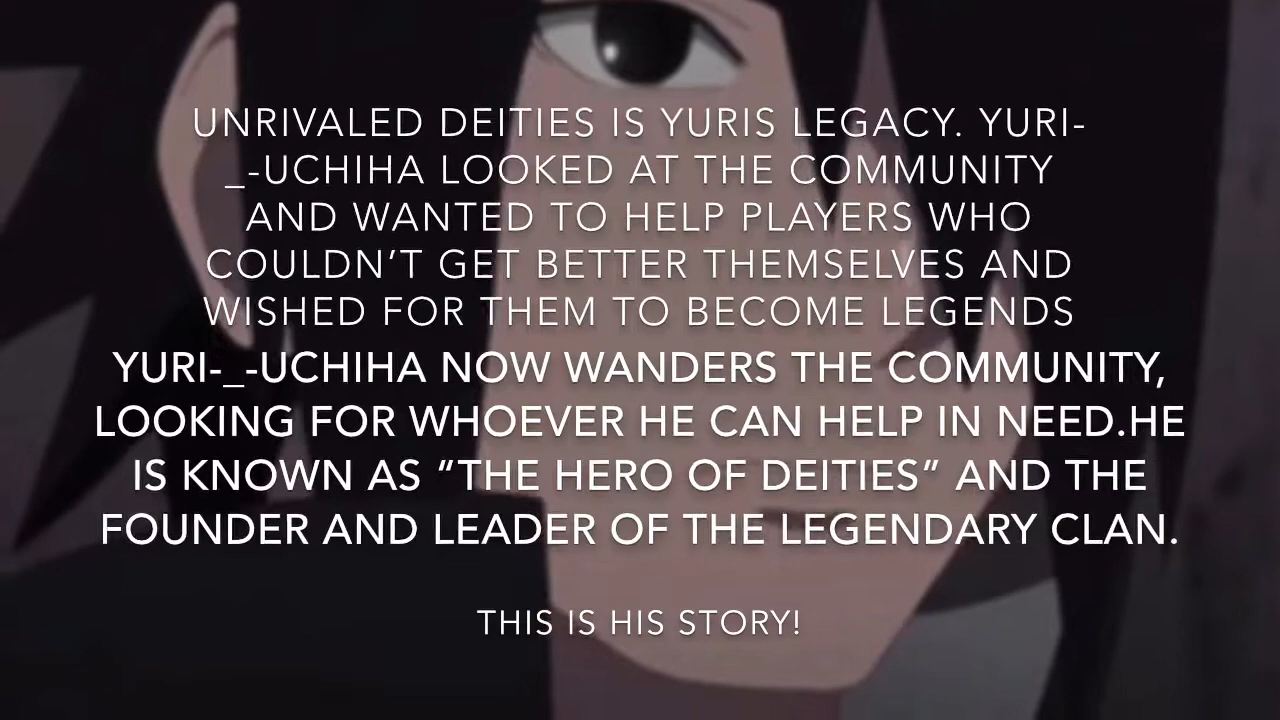 UNRIVALED DEITIES IS YURIS LEGACY. YURI-
_-UCHIHA LOOKED AT THE COMMUNITY
AND WANTED TO HELP PLAYERS WHO
COULDN’T GET BETTER THEMSELVES AND
WISHED FOR THEM TO BECOME LEGENDS
YURI-_-UCHIHA NOW WANDERS THE COMMUNITY,
LOOKING FOR WHOEVER HE CAN HELP IN NEED.HE
IS KNOWN AS “THE HERO OF DEITIES” AND THE
FOUNDER AND LEADER OF THE LEGENDARY CLAN.
THIS IS HIS STORY!